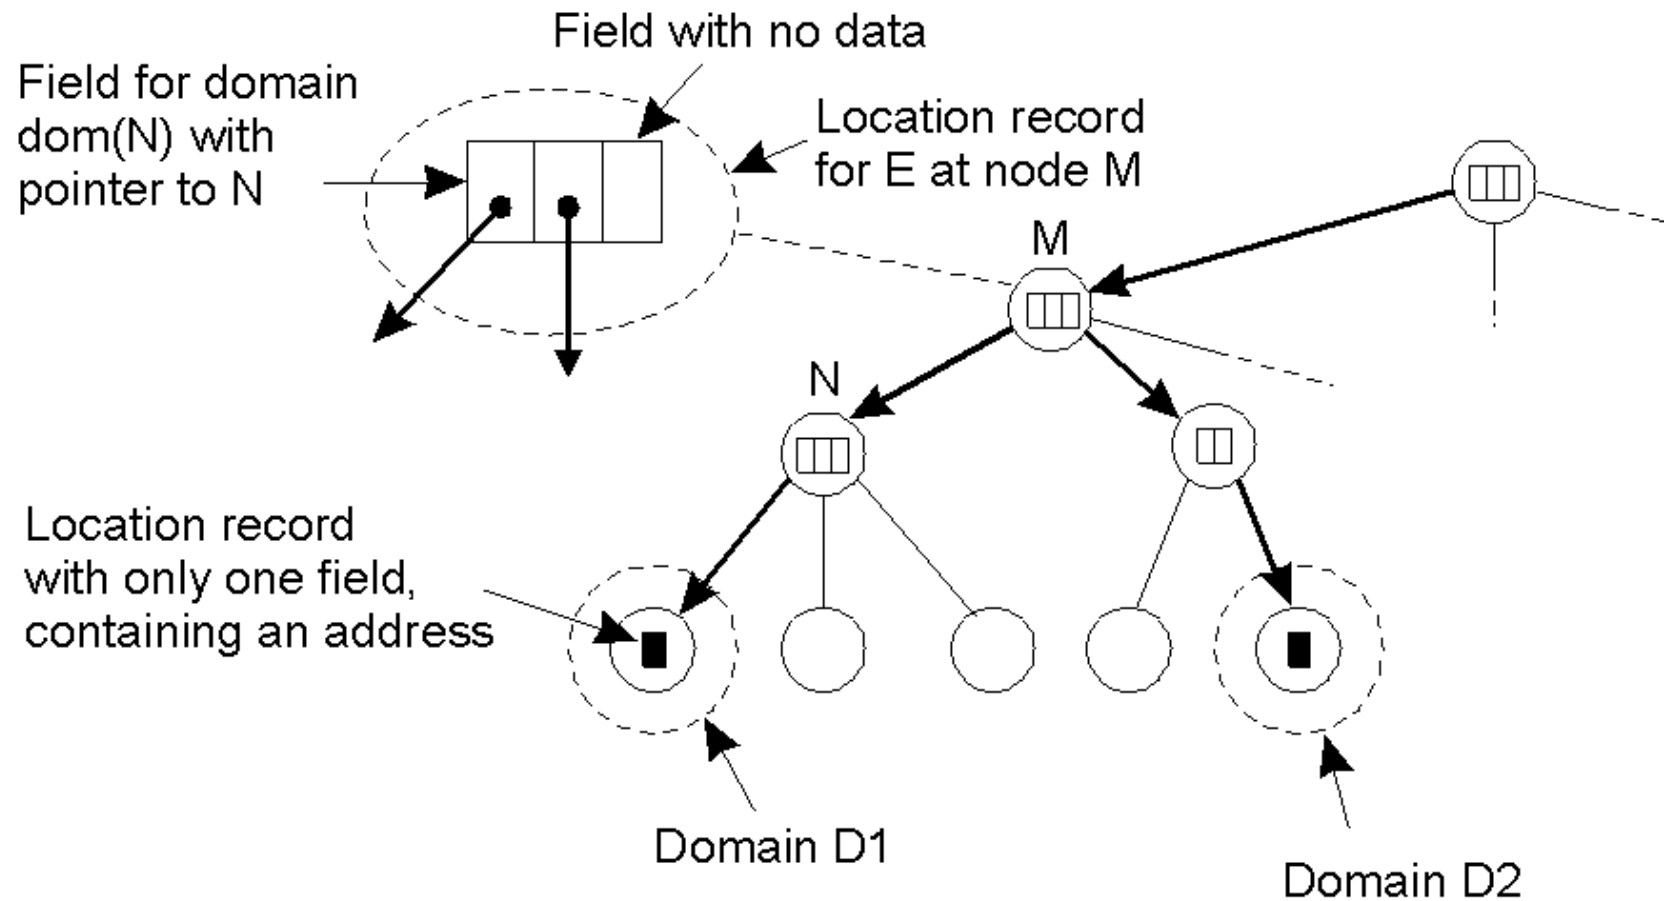 Field with no data
Field for domain
dom(N) with
pointer to N
Location record
for E at node M
M
N
Location record
with only one field,
containing an address
Domain D1
Domain D2